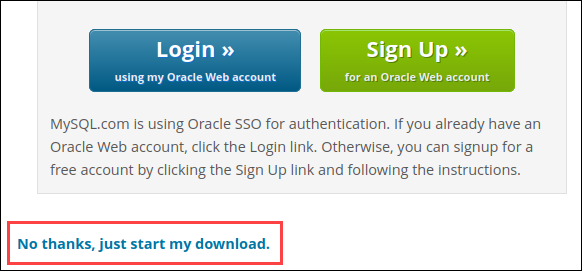 Login »
using my Oracle Web account
Sign Up »
for an Oracle Web account
MySQL.com is using Oracle SSO for authentication. If you already have an
Oracle Web account, click the Login link. Otherwise, you can signup for a
free account by clicking the Sign Up link and following the instructions.
No thanks, just start my download.